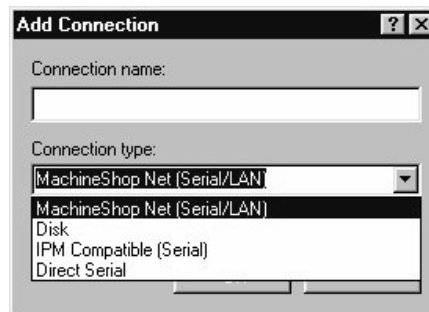 Add Connection
Connection name:
Connection type:
MachineShop Net (Serial/LAN)
MachineShop Net (Serial/LAN)
Disk
IPM Compatible (Serial)
Direct Serial